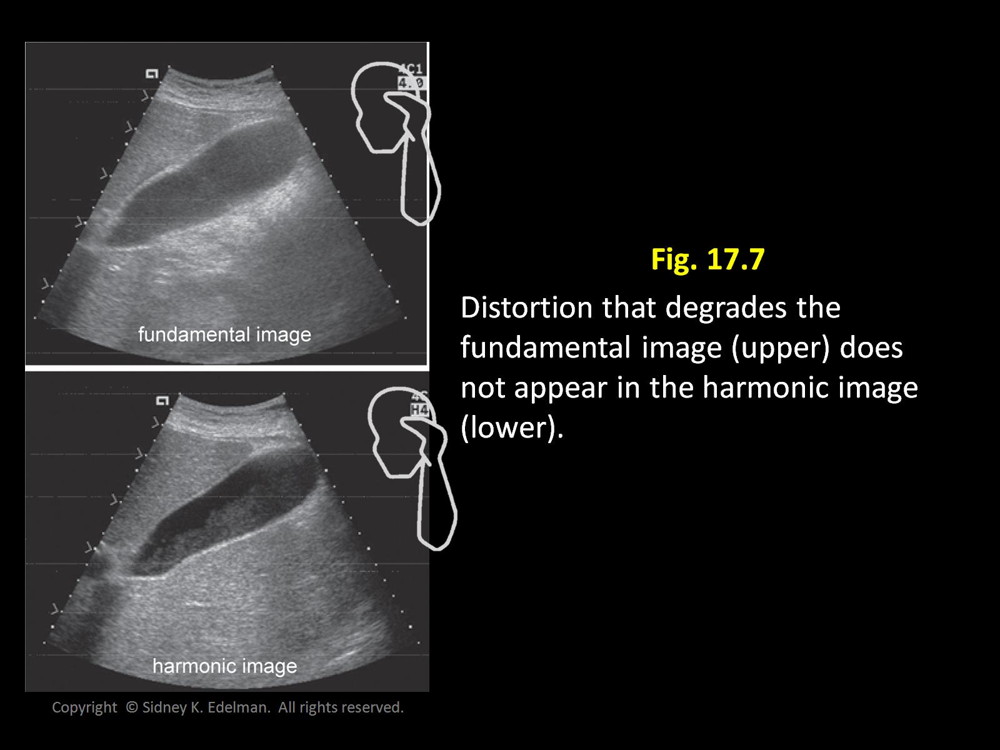 4C1
4.0
fundamental image
H4
harmonic image
Fig. 17.7
Distortion that degrades the
fundamental image (upper) does
not appear in the harmonic image
(lower).
Copyright © Sidney K. Edelman. All rights reserved.